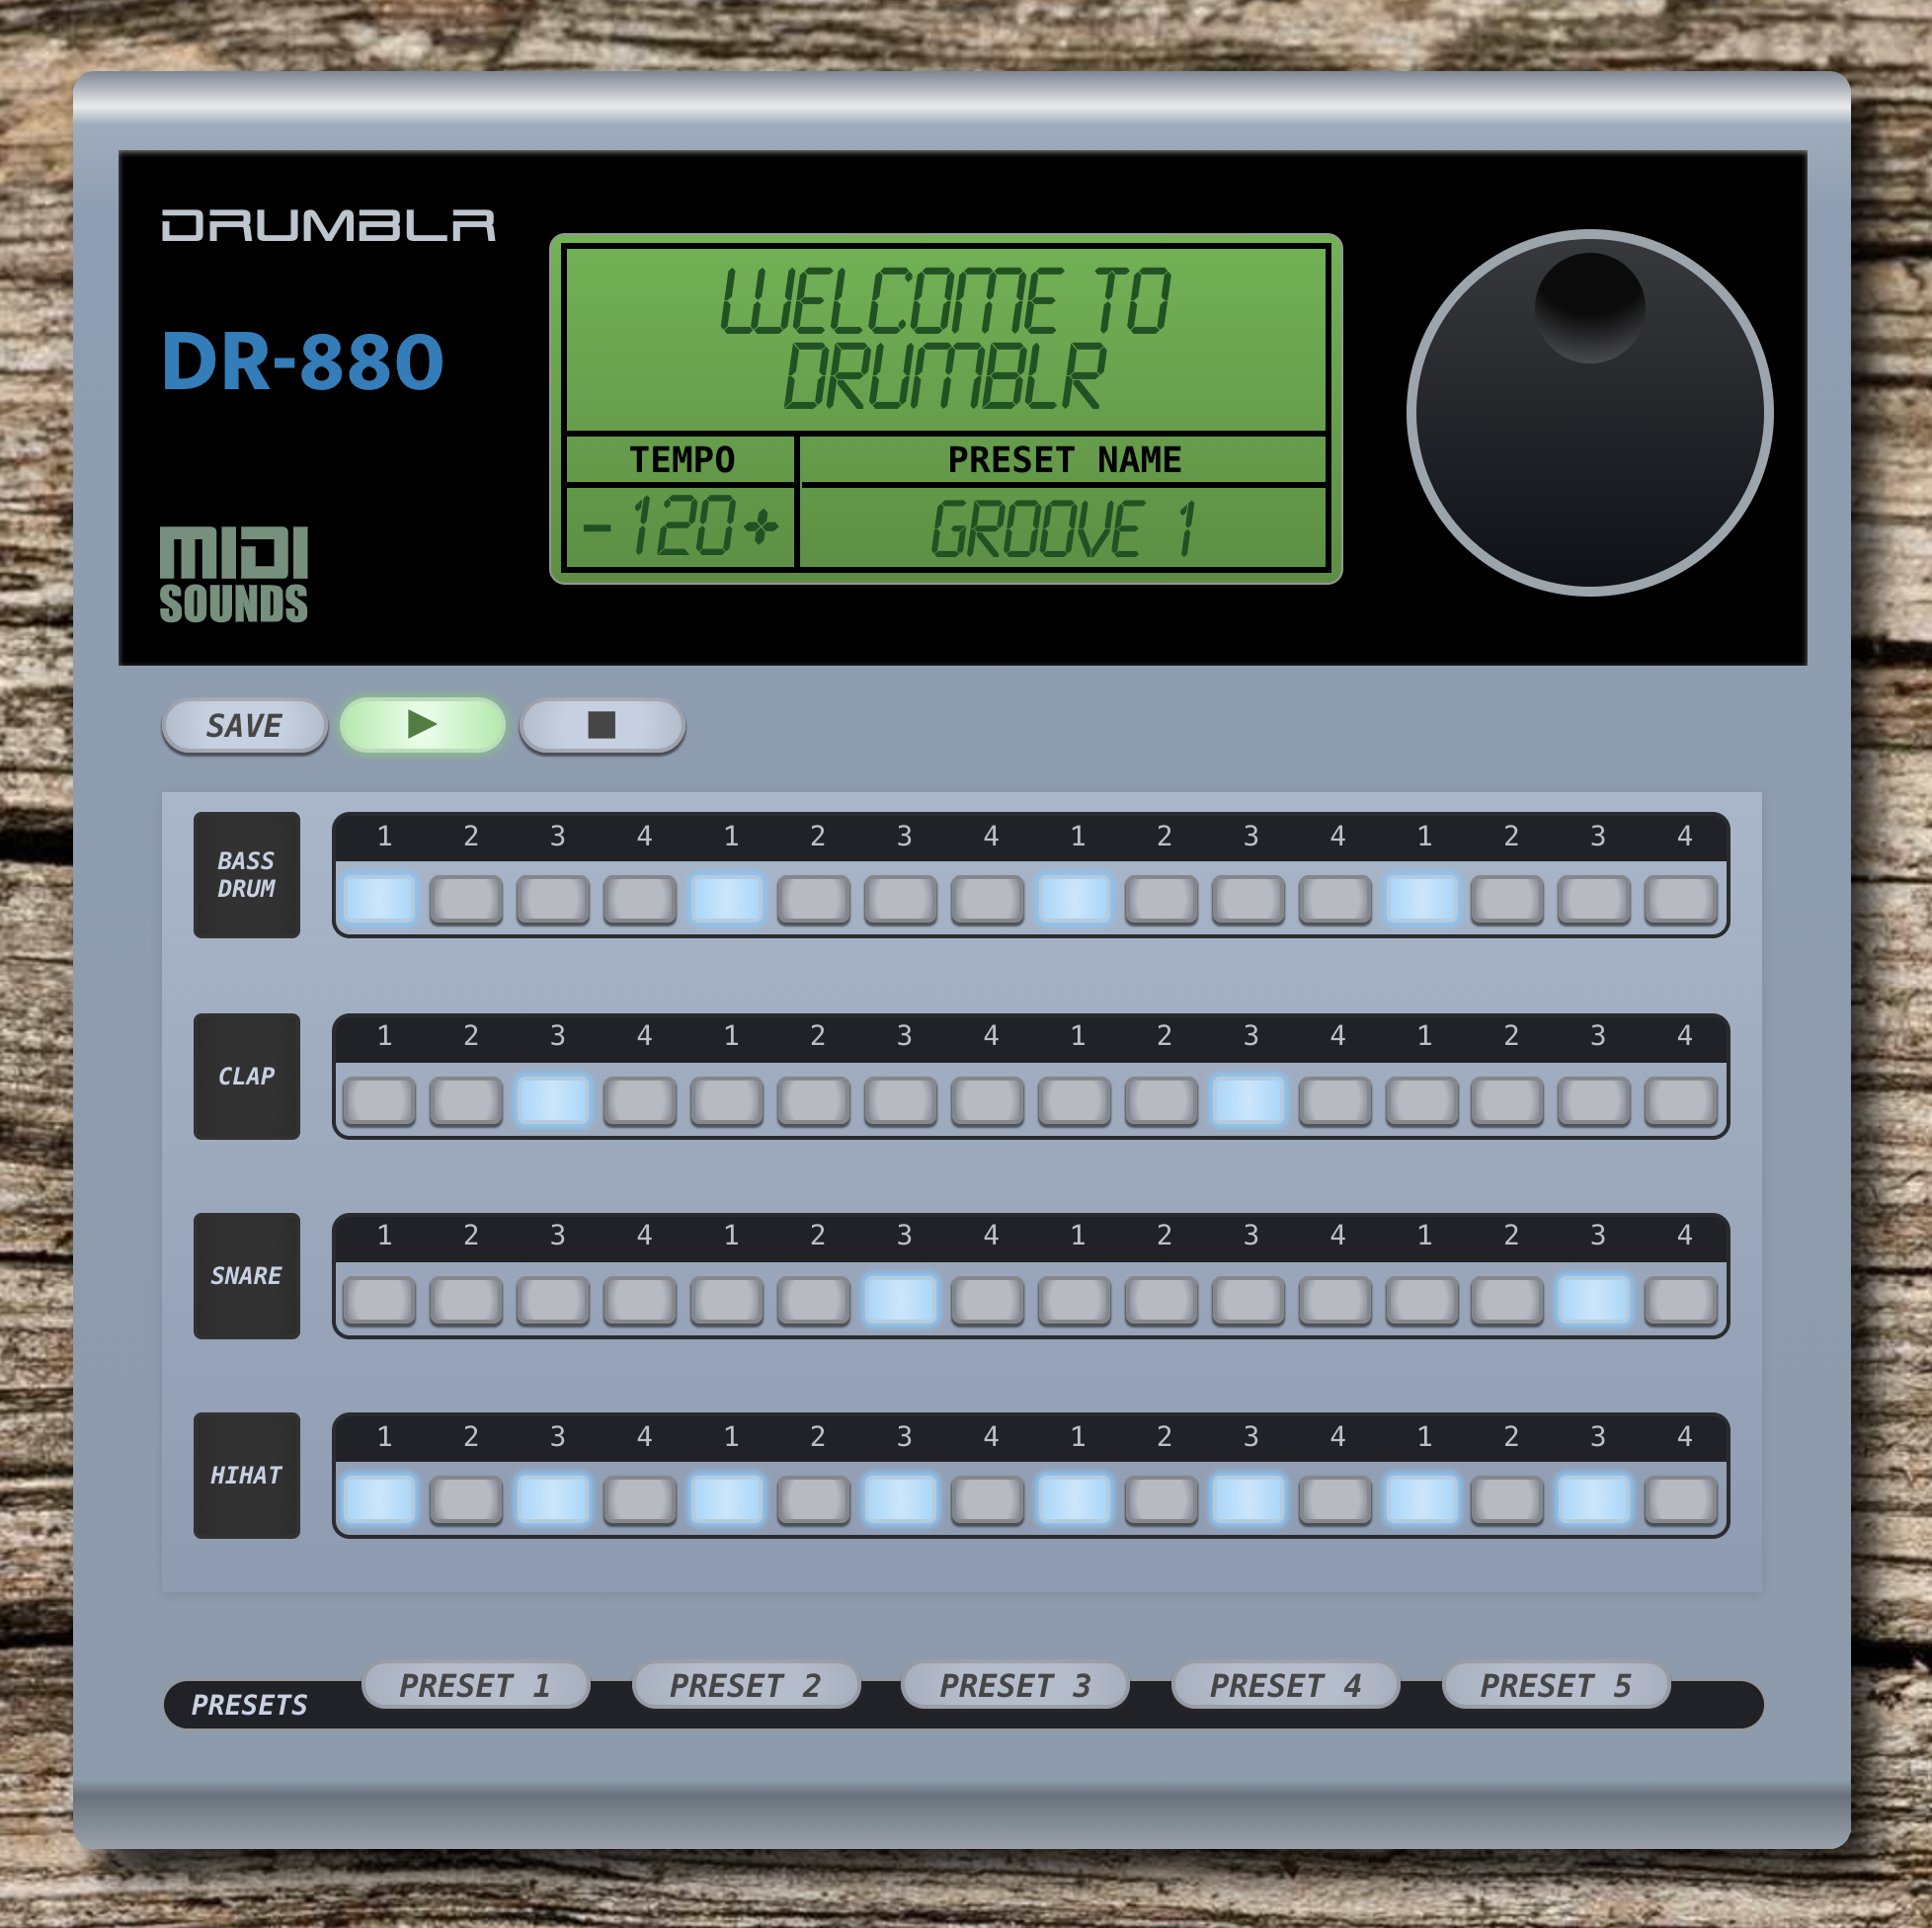 DRUMBLR
DR-880
MIDI
SOUNDS
WELCOME TO
DRUMBLR
TEMPO PRESET NAME
-120+ GROOVE 1
SAVE
BASS
DRUM
1 2 3 4 1 2 3 4 1 2 3 4 1 2 3 4
CLAP
1 2 3 4 1 2 3 4 1 2 3 4 1 2 3 4
SNARE
1 2 3 4 1 2 3 4 1 2 3 4 1 2 3 4
HIHAT
1 2 3 4 1 2 3 4 1 2 3 4 1 2 3 4
PRESETS PRESET 1 PRESET 2 PRESET 3 PRESET 4 PRESET 5